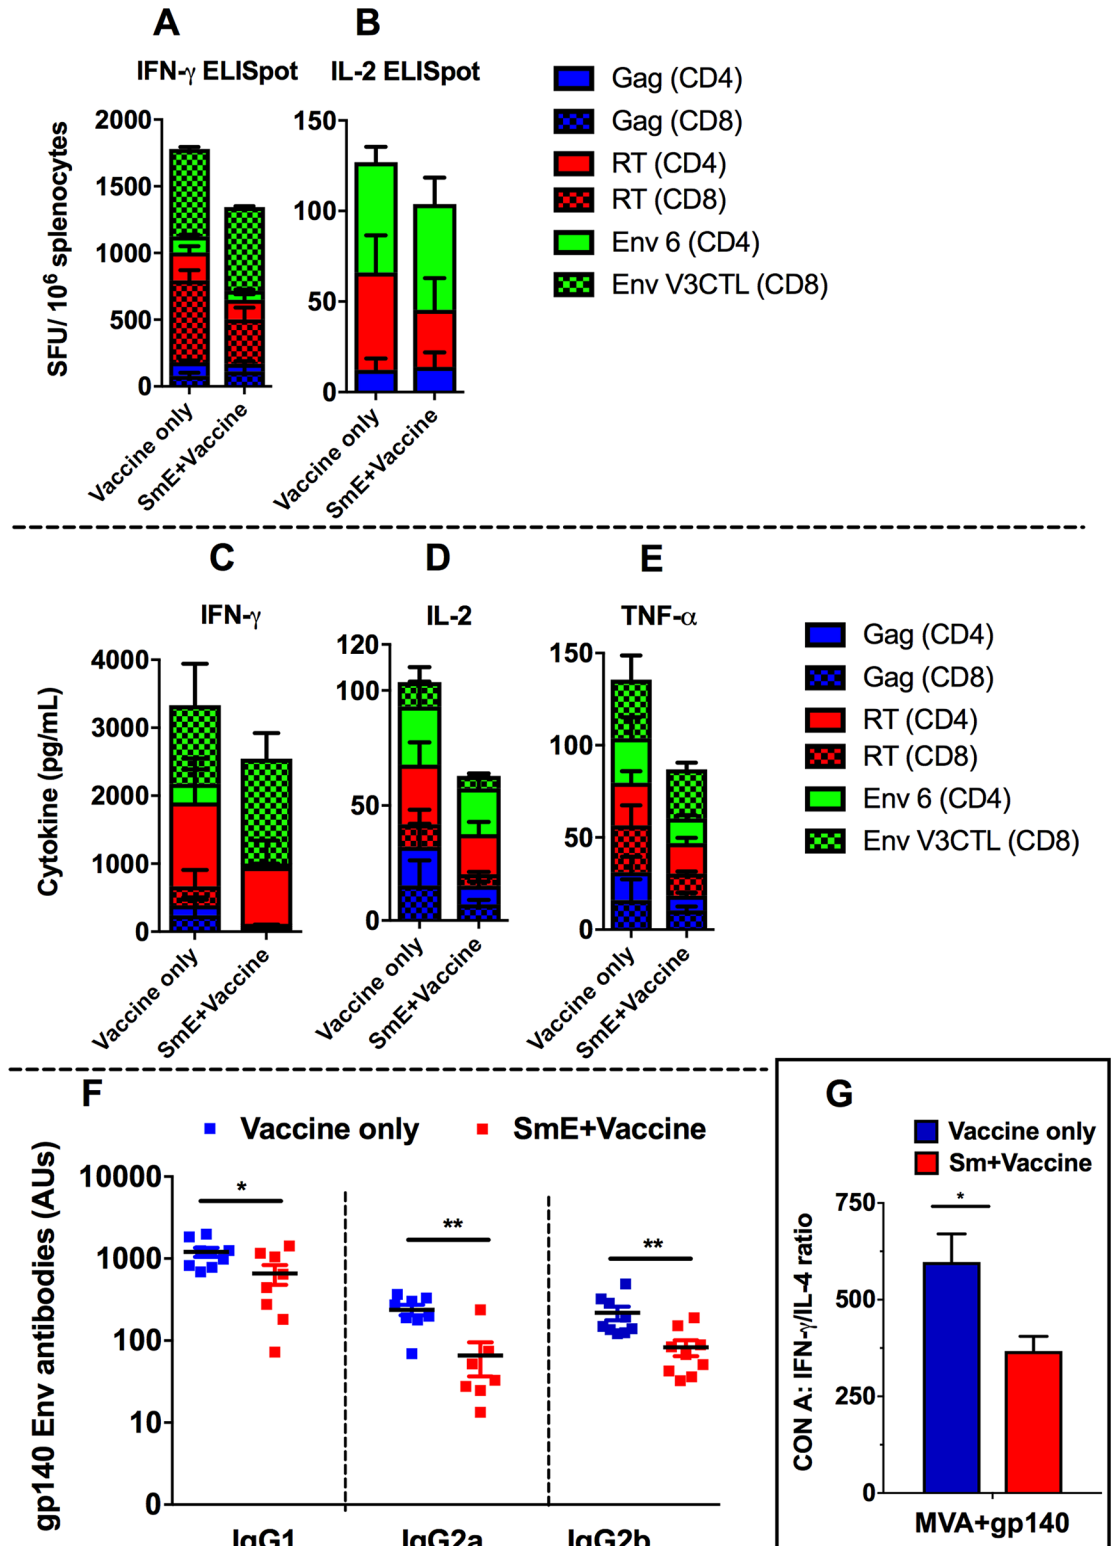 A
B
IFN-γ ELISpot
IL-2 ELISpot
SFU/ 10⁶ splenocytes
2000
1500
1000
500
0
150
100
50
0
Vaccine only
SmE+Vaccine
Vaccine only
SmE+Vaccine
Gag (CD4)
Gag (CD8)
RT (CD4)
RT (CD8)
Env 6 (CD4)
Env V3CTL (CD8)
C
D
E
IFN-γ
IL-2
TNF-α
Cytokine (pg/mL)
4000
3000
2000
1000
0
120
100
50
0
150
100
50
0
Vaccine only
SmE+Vaccine
Vaccine only
SmE+Vaccine
Vaccine only
SmE+Vaccine
Gag (CD4)
Gag (CD8)
RT (CD4)
RT (CD8)
Env 6 (CD4)
Env V3CTL (CD8)
F
Vaccine only
SmE+Vaccine
gp140 Env antibodies (AUs)
10000
1000
100
10
0
*
**
**
IgG1
IgG2a
IgG2b
G
Vaccine only
Sm+Vaccine
CON A: IFN-γ/IL-4 ratio
750
500
250
0
*
MVA+gp140